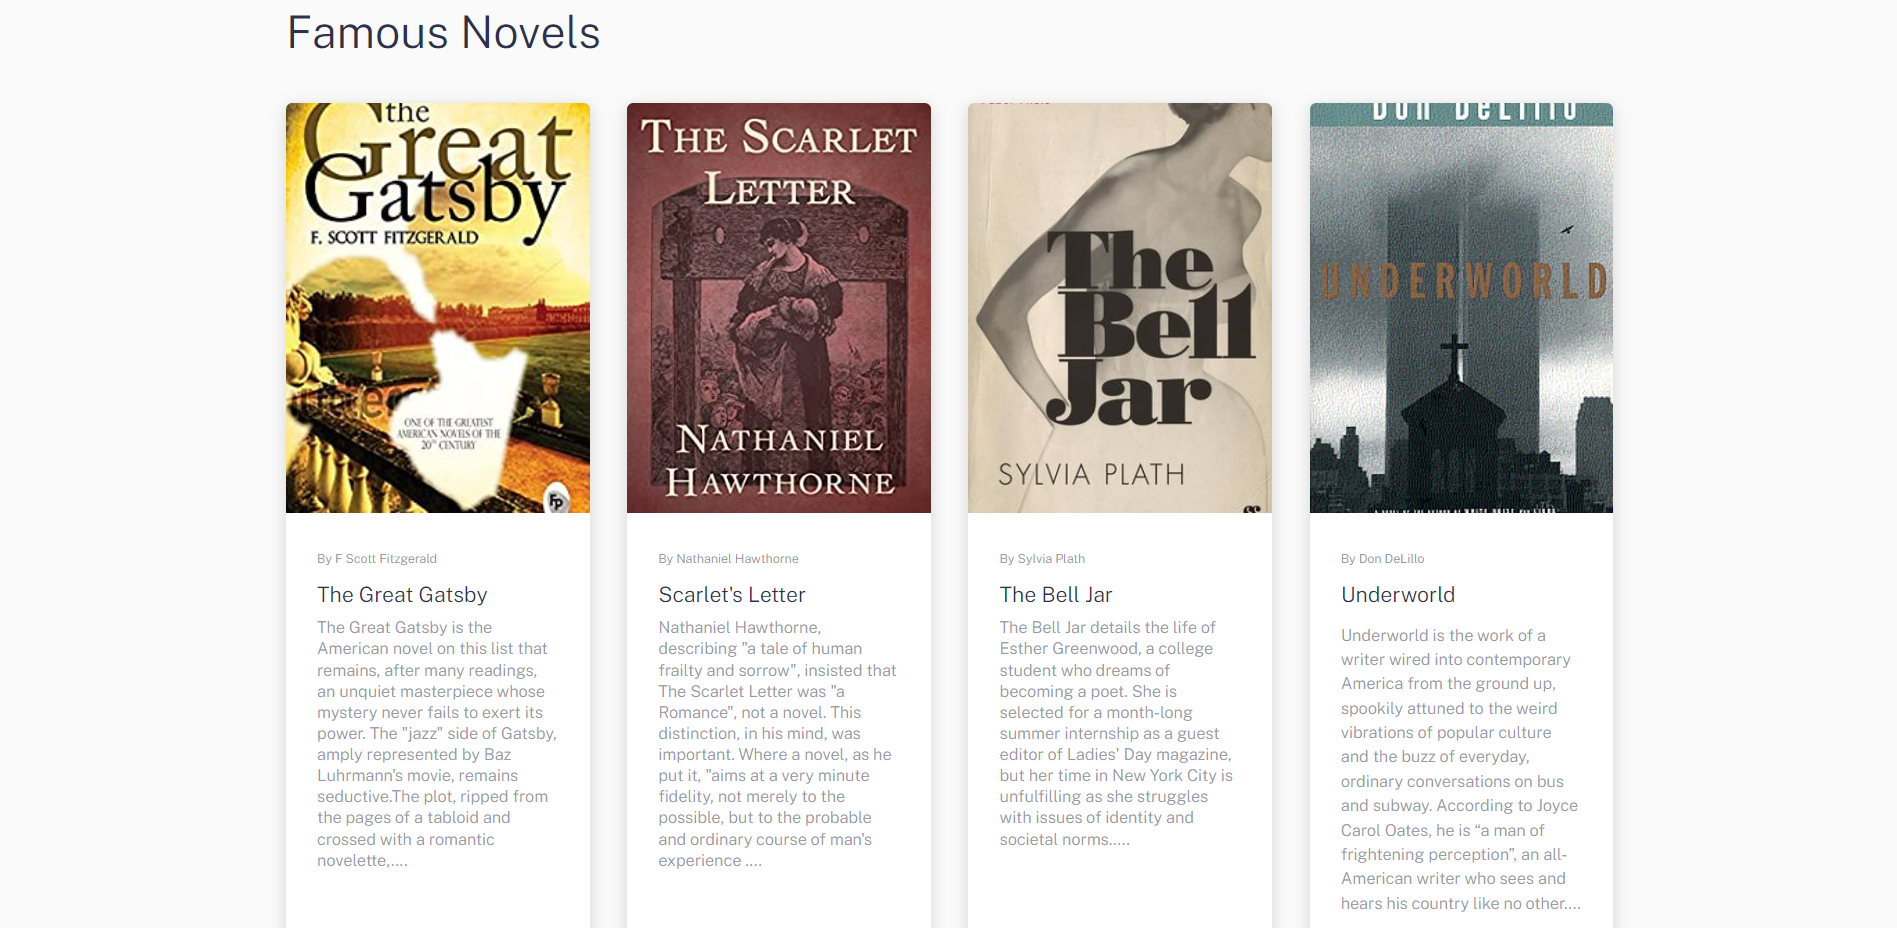 Famous Novels
the
Great
Gatsby
F. SCOTT FITZGERALD
ONE OF THE GREATEST
AMERICAN NOVELS OF THE
20TH CENTURY
FP
THE SCARLET
LETTER
NATHANIEL
HAWTHORNE
The
Bell
Jar
SYLVIA PLATH
Don DeLillo
UNDERWORLD
By F Scott Fitzgerald
The Great Gatsby
The Great Gatsby is the
American novel on this list that
remains, after many readings,
an unquiet masterpiece whose
mystery never fails to exert its
power. The "jazz" side of Gatsby,
amply represented by Baz
Luhrmann's movie, remains
seductive.The plot, ripped from
the pages of a tabloid and
crossed with a romantic
novelette,....
By Nathaniel Hawthorne
Scarlet's Letter
Nathaniel Hawthorne,
describing "a tale of human
frailty and sorrow", insisted that
The Scarlet Letter was "a
Romance", not a novel. This
distinction, in his mind, was
important. Where a novel, as he
put it, "aims at a very minute
fidelity, not merely to the
possible, but to the probable
and ordinary course of man's
experience ....
By Sylvia Plath
The Bell Jar
The Bell Jar details the life of
Esther Greenwood, a college
student who dreams of
becoming a poet. She is
selected for a month-long
summer internship as a guest
editor of Ladies' Day magazine,
but her time in New York City is
unfulfilling as she struggles
with issues of identity and
societal norms.....
By Don DeLillo
Underworld
Underworld is the work of a
writer wired into contemporary
America from the ground up,
spookily attuned to the weird
vibrations of popular culture
and the buzz of everyday,
ordinary conversations on bus
and subway. According to Joyce
Carol Oates, he is “a man of
frightening perception”, an all-
American writer who sees and
hears his country like no other....